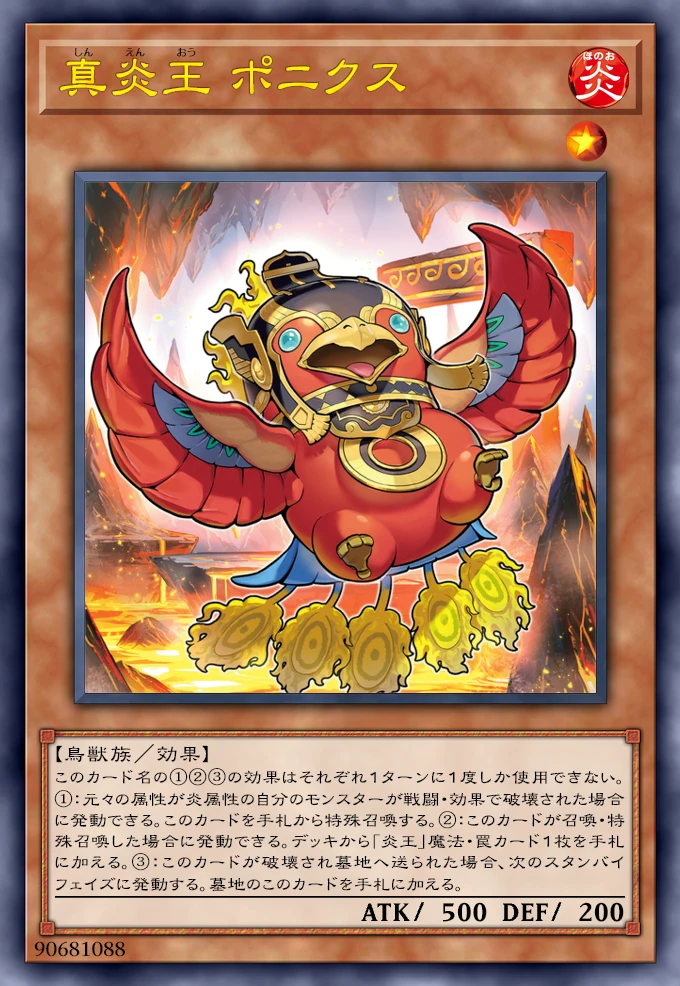 しん えん おう
真炎王 ポニクス
ほのお
炎
【鳥獣族／効果】
このカード名の①②③の効果はそれぞれ1ターンに1度しか使用できない。
①：元々の属性が炎属性の自分のモンスターが戦闘・効果で破壊された場合
に発動できる。このカードを手札から特殊召喚する。②：このカードが召喚・特
殊召喚した場合に発動できる。デッキから「炎王」魔法・罠カード1枚を手札
に加える。③：このカードが破壊され墓地へ送られた場合、次のスタンバイ
フェイズに発動する。墓地のこのカードを手札に加える。
ATK/ 500 DEF/ 200
90681088